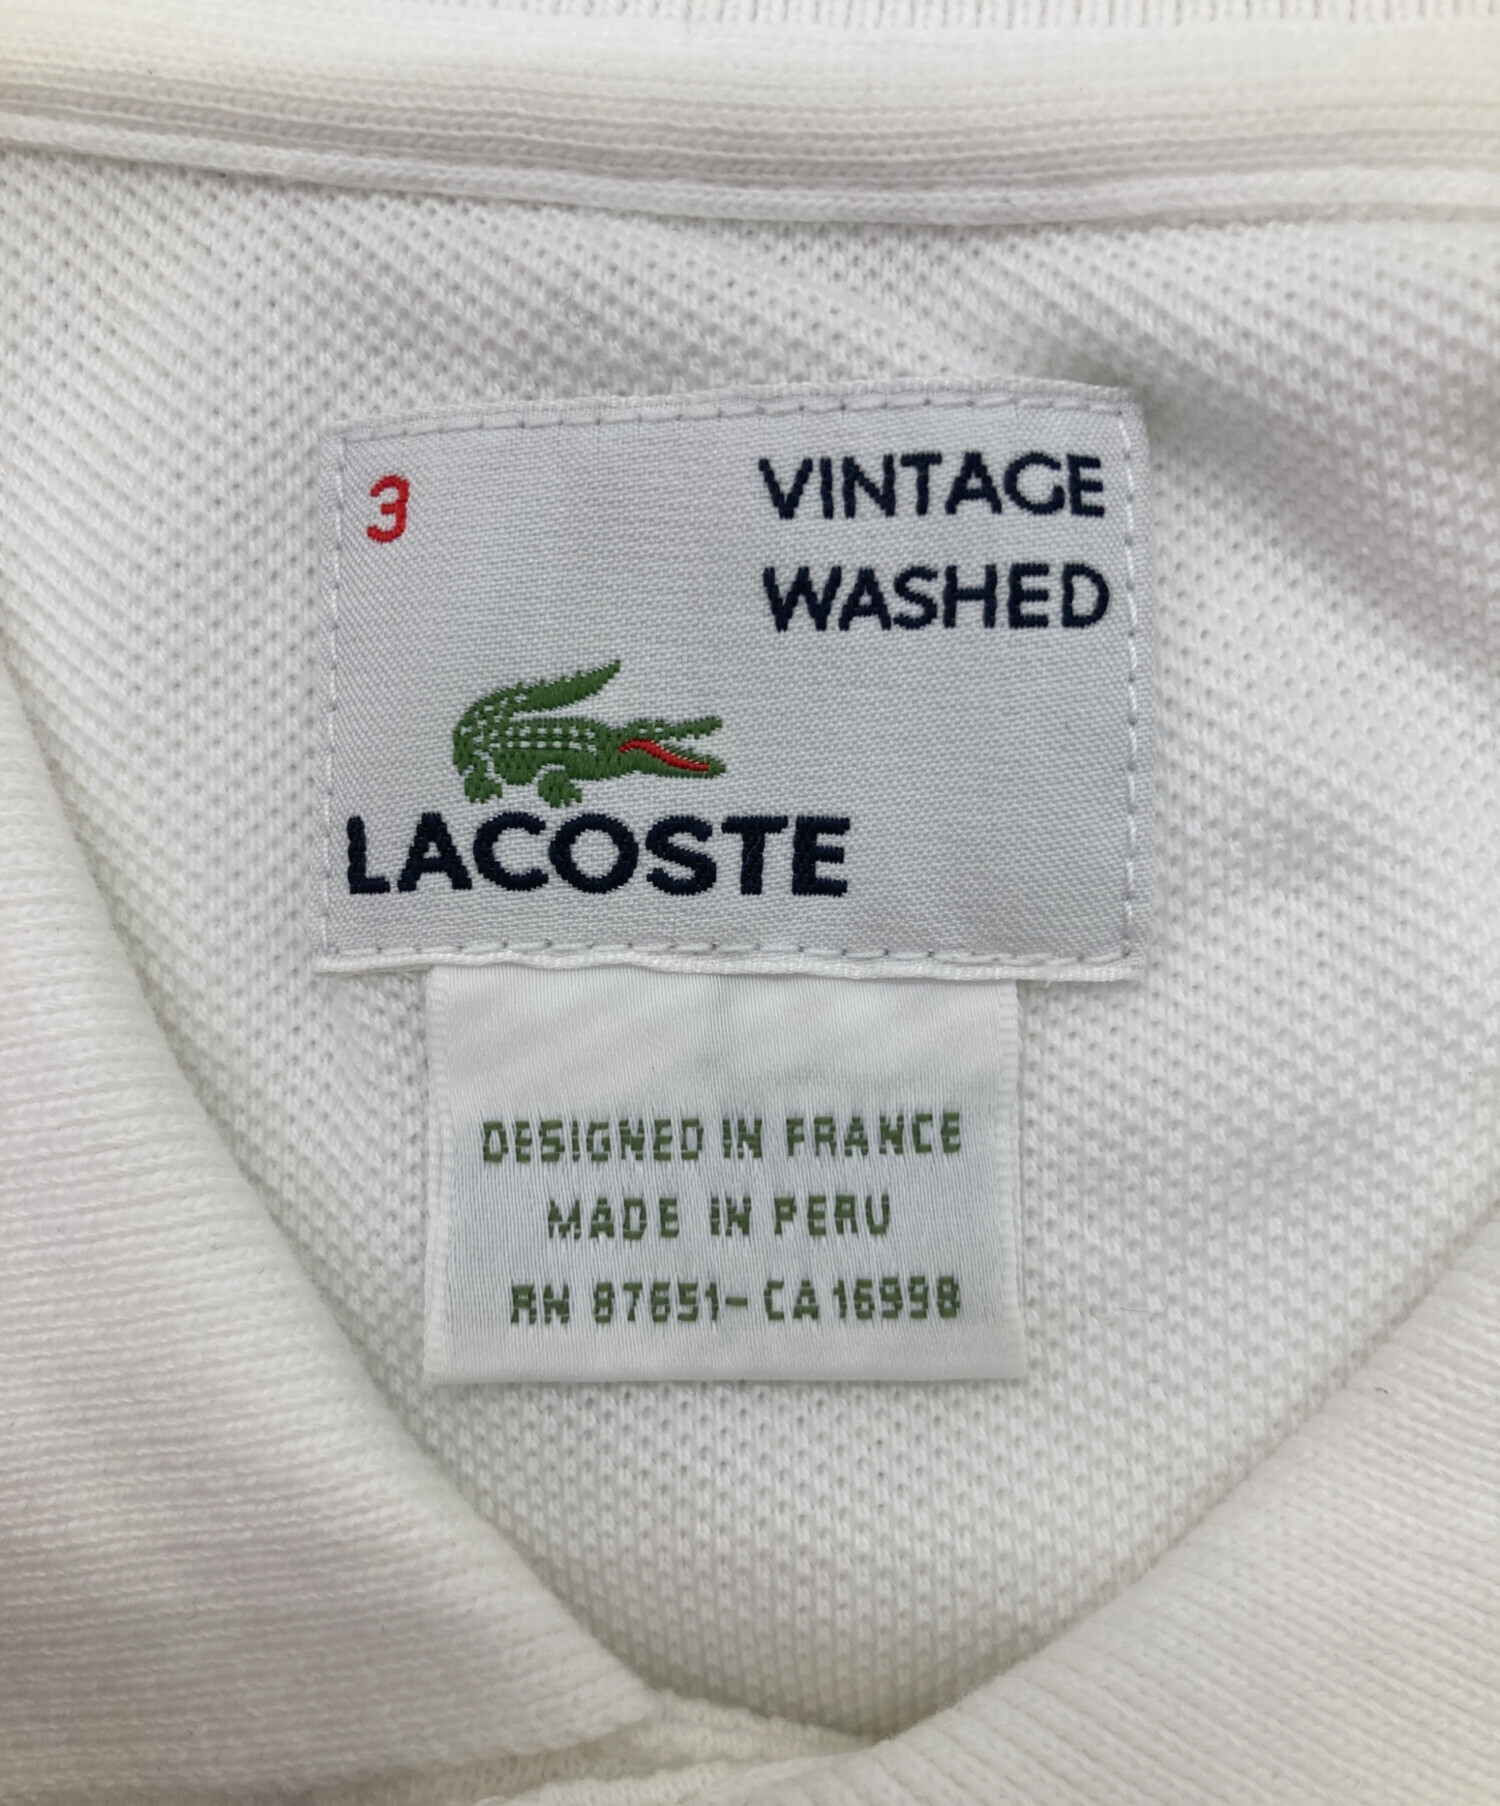 3
VINTAGE
WASHED
LACOSTE
DESIGNED IN FRANCE
MADE IN PERU
RN 87651-CA 16998